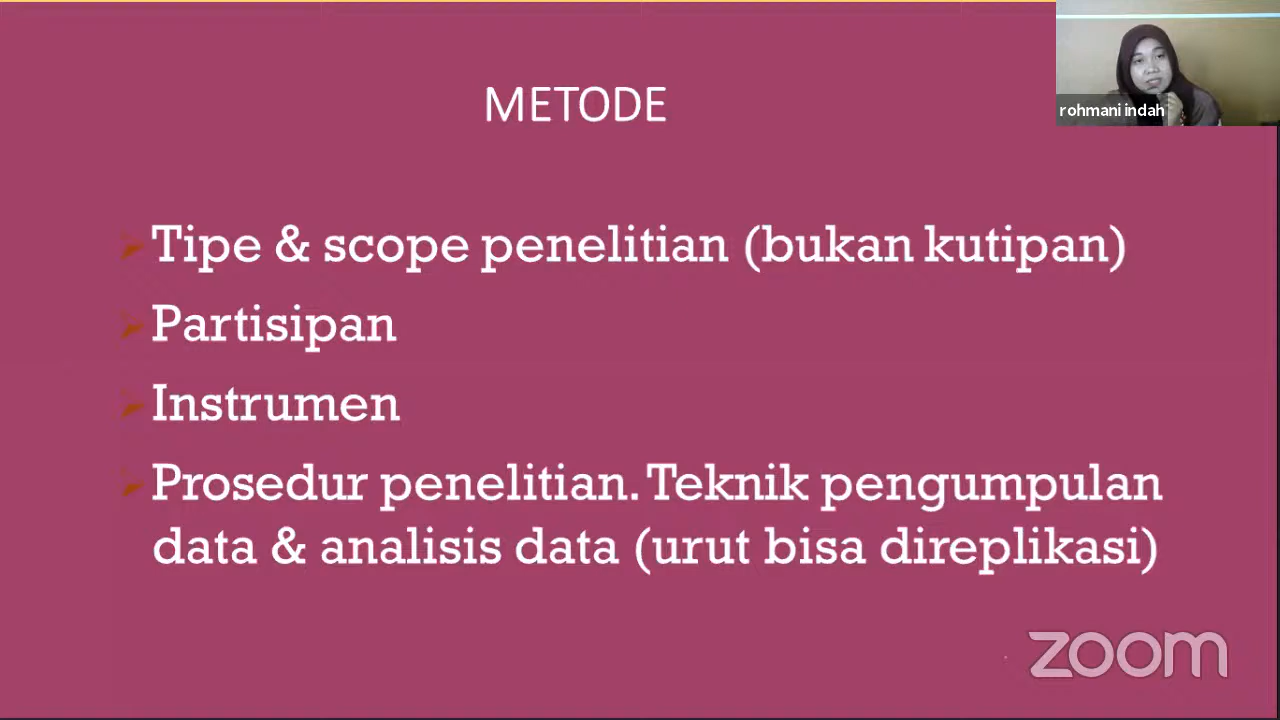 METODE
rohmani indah
Tipe & scope penelitian (bukan kutipan)
Partisipan
Instrumen
Prosedur penelitian. Teknik pengumpulan
data & analisis data (urut bisa direplikasi)
zoom